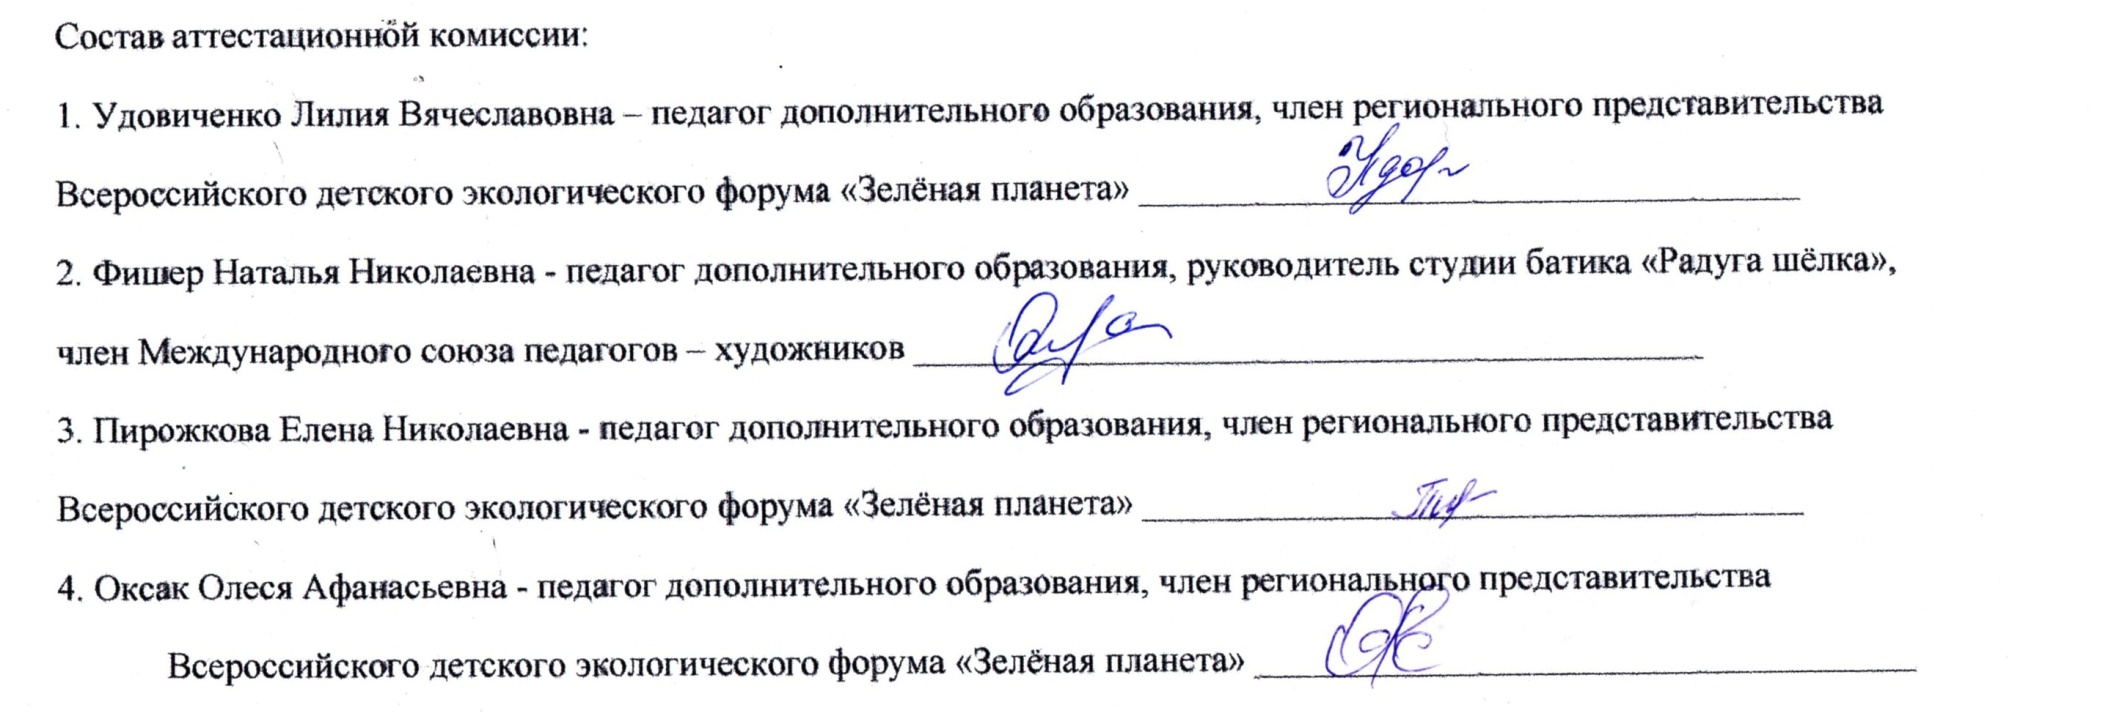 Состав аттестационной комиссии:
1. Удовиченко Лилия Вячеславовна – педагог дополнительного образования, член регионального представительства
Всероссийского детского экологического форума «Зелёная планета»
2. Фишер Наталья Николаевна - педагог дополнительного образования, руководитель студии батика «Радуга шёлка»,
член Международного союза педагогов – художников
3. Пирожкова Елена Николаевна - педагог дополнительного образования, член регионального представительства
Всероссийского детского экологического форума «Зелёная планета»
4. Оксак Олеся Афанасьевна - педагог дополнительного образования, член регионального представительства
Всероссийского детского экологического форума «Зелёная планета»